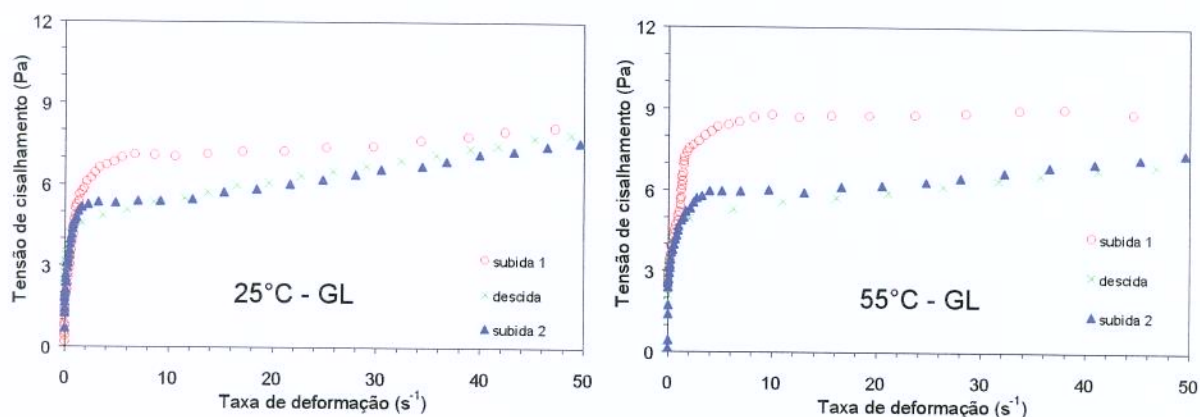 12
9
6
3
0
Tensão de cisalhamento (Pa)
subida 1
descida
subida 2
25°C - GL
0 10 20 30 40 50
Taxa de deformação (s⁻¹)
12
9
6
3
0
Tensão de cisalhamento (Pa)
subida 1
descida
subida 2
55°C - GL
0 10 20 30 40 50
Taxa de deformação (s⁻¹)